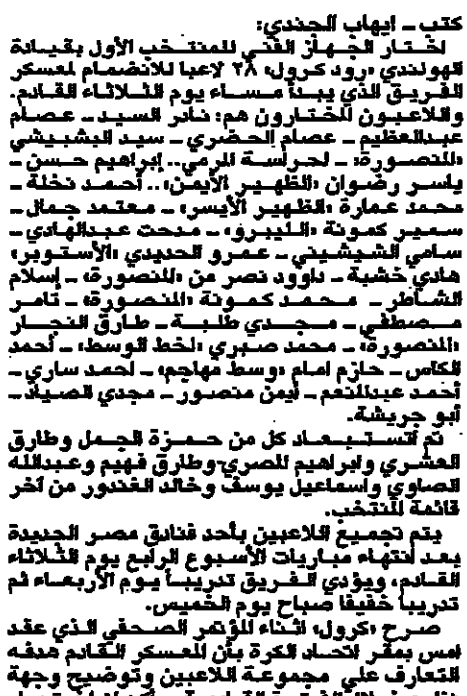 كتب ـ ايهاب الجندي:
اختار الجهاز الفني للمنتخب الأول بقيادة
الهولندي «رود كرول» ٢٨ لاعبا للانضمام لمعسكر
الفريق الذي يبدأ مساء يوم الثلاثاء القادم.
واللاعبون المختارون هم: نادر السيد ـ عصام
عبدالعظيم ـ عصام الحضري ـ سيد البشبيشي
«المنصورة» ـ لحراسة المرمي.. إبراهيم حسن ـ
ياسر رضوان «الظهير الأيمن».. أحمد نخلة ـ
محمد عمارة «الظهير الأيسر» ـ معتمد جمال ـ
سمير كمونة «الليبرو» ـ مدحت عبدالهادي ـ
سامي الشيشيني ـ عمرو الحديدي «الأستوبر»
هادي خشبة ـ داوود نصر من «المنصورة» ـ إسلام
الشاطر ـ محمد كمونة «المنصورة» ـ تامر
مصطفي ـ مجدي طلبة ـ طارق النجار
«المنصورة» ـ محمد صبري «لخط الوسط» ـ أحمد
الكاس ـ حازم امام «وسط مهاجم» ـ احمد ساري ـ
أحمد عبدالمنعم ـ أيمن منصور ـ مجدي الصياد ـ
أبو جريشة.
تم استبعاد كل من حمزة الجمل وطارق
العشري وابراهيم المصري وطارق فهيم وعبدالله
الصاوي واسماعيل يوسف وخالد الغندور من آخر
قائمة للمنتخب.
يتم تجميع اللاعبين بأحد فنادق مصر الجديدة
بعد انتهاء مباريات الأسبوع الرابع يوم الثلاثاء
القادم، ويؤدي الفريق تدريباً يوم الأربعاء ثم
تدريباً خفيفاً صباح يوم الخميس.
صرح «كرول» اثناء المؤتمر الصحفي الذي عقد
امس بمقر اتحاد الكرة بأن المعسكر القادم هدفه
التعارف علي مجموعة اللاعبين وتوضيح وجهة